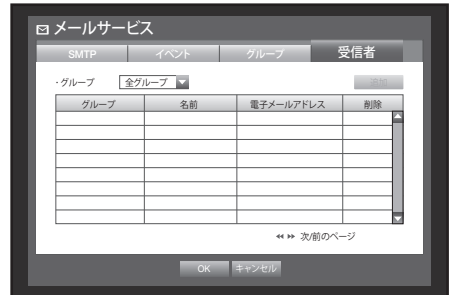 メールサービス
SMTP イベント グループ 受信者
・グループ 全グループ 追加
グループ 名前 電子メールアドレス 削除
次/前のページ
OK キャンセル